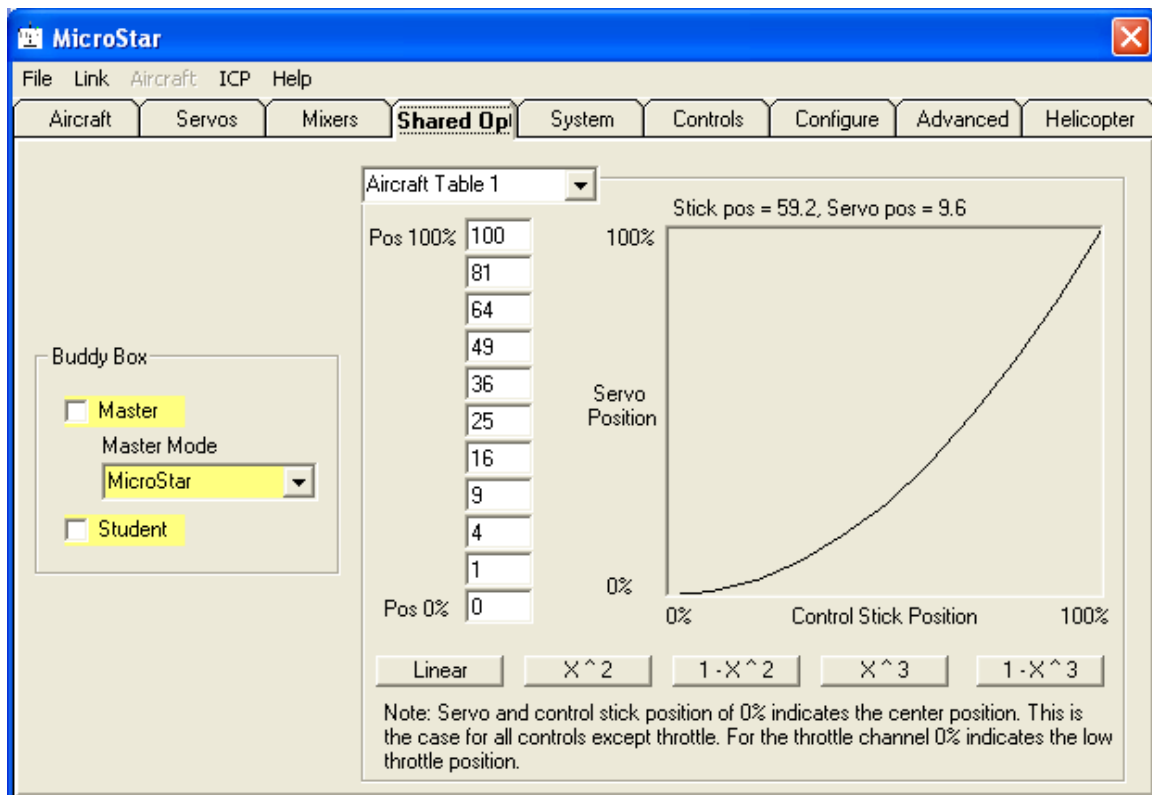 MicroStar
File Link Aircraft ICP Help
Aircraft Servos Mixers Shared Op System Controls Configure Advanced Helicopter
Aircraft Table 1
Stick pos = 59.2, Servo pos = 9.6
Pos 100% 100
81
64
49
36
25
16
9
4
1
Pos 0% 0
100%
Servo
Position
0%
0% Control Stick Position 100%
Buddy Box
Master
Master Mode
MicroStar
Student
Linear X^2 1-X^2 X^3 1-X^3
Note: Servo and control stick position of 0% indicates the center position. This is
the case for all controls except throttle. For the throttle channel 0% indicates the low
throttle position.